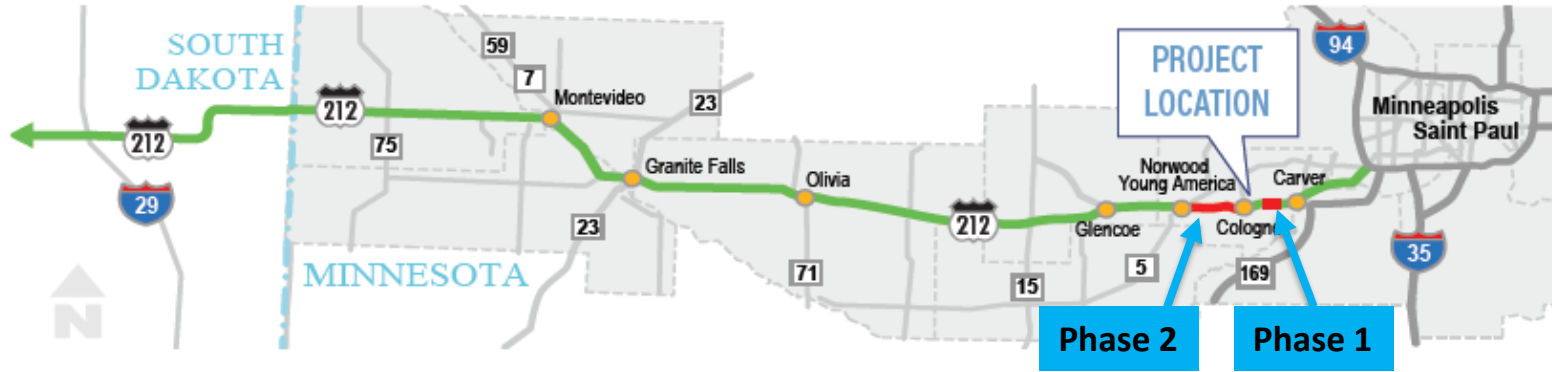 SOUTH
DAKOTA
212
29
N
MINNESOTA
212
75
59
7
Montevideo
23
Granite Falls
23
Olivia
71
212
15
Glencoe
5
Norwood
Young America
PROJECT
LOCATION
Cologne
Carver
169
94
Minneapolis
Saint Paul
35
Phase 2
Phase 1